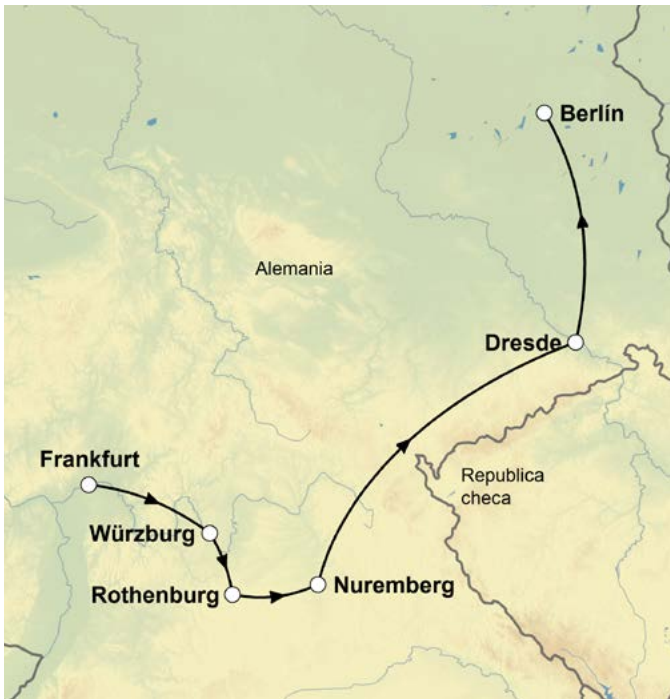 Berlín
Alemania
Dresde
Frankfurt
Republica
checa
Würzburg
Nuremberg
Rothenburg